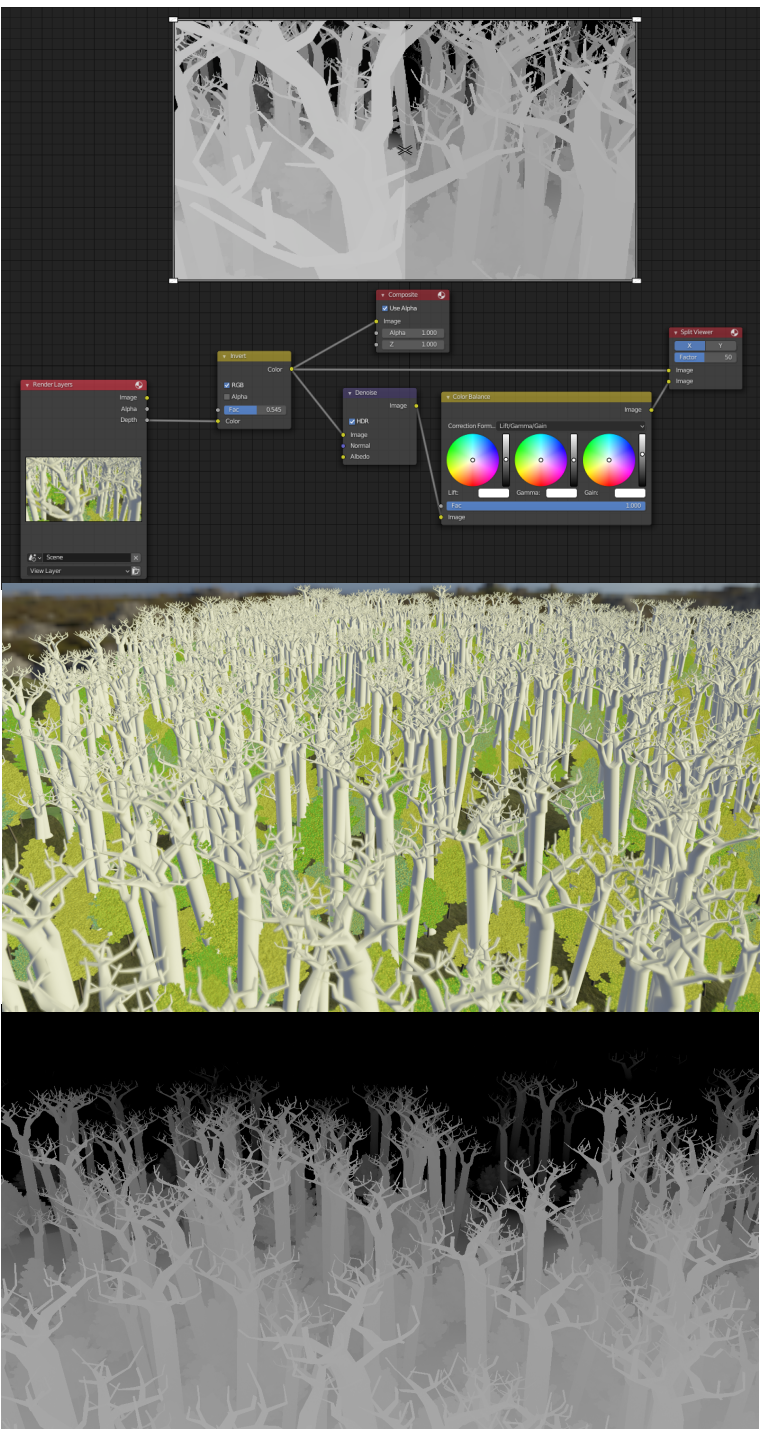 Composite
Use Alpha
Image
Alpha 1.000
Z 1.000
Split Viewer
X Y
Factor 50
Image
Image
Invert
Color
RGB
Alpha
Fac 0.545
Color
Render Layers
Image
Alpha
Depth
Scene
View Layer
Denoise
Image
HDR
Image
Normal
Albedo
Color Balance
Image
Correction Form.. Lift/Gamma/Gain
Lift: Gamma: Gain:
Fac 1.000
Image